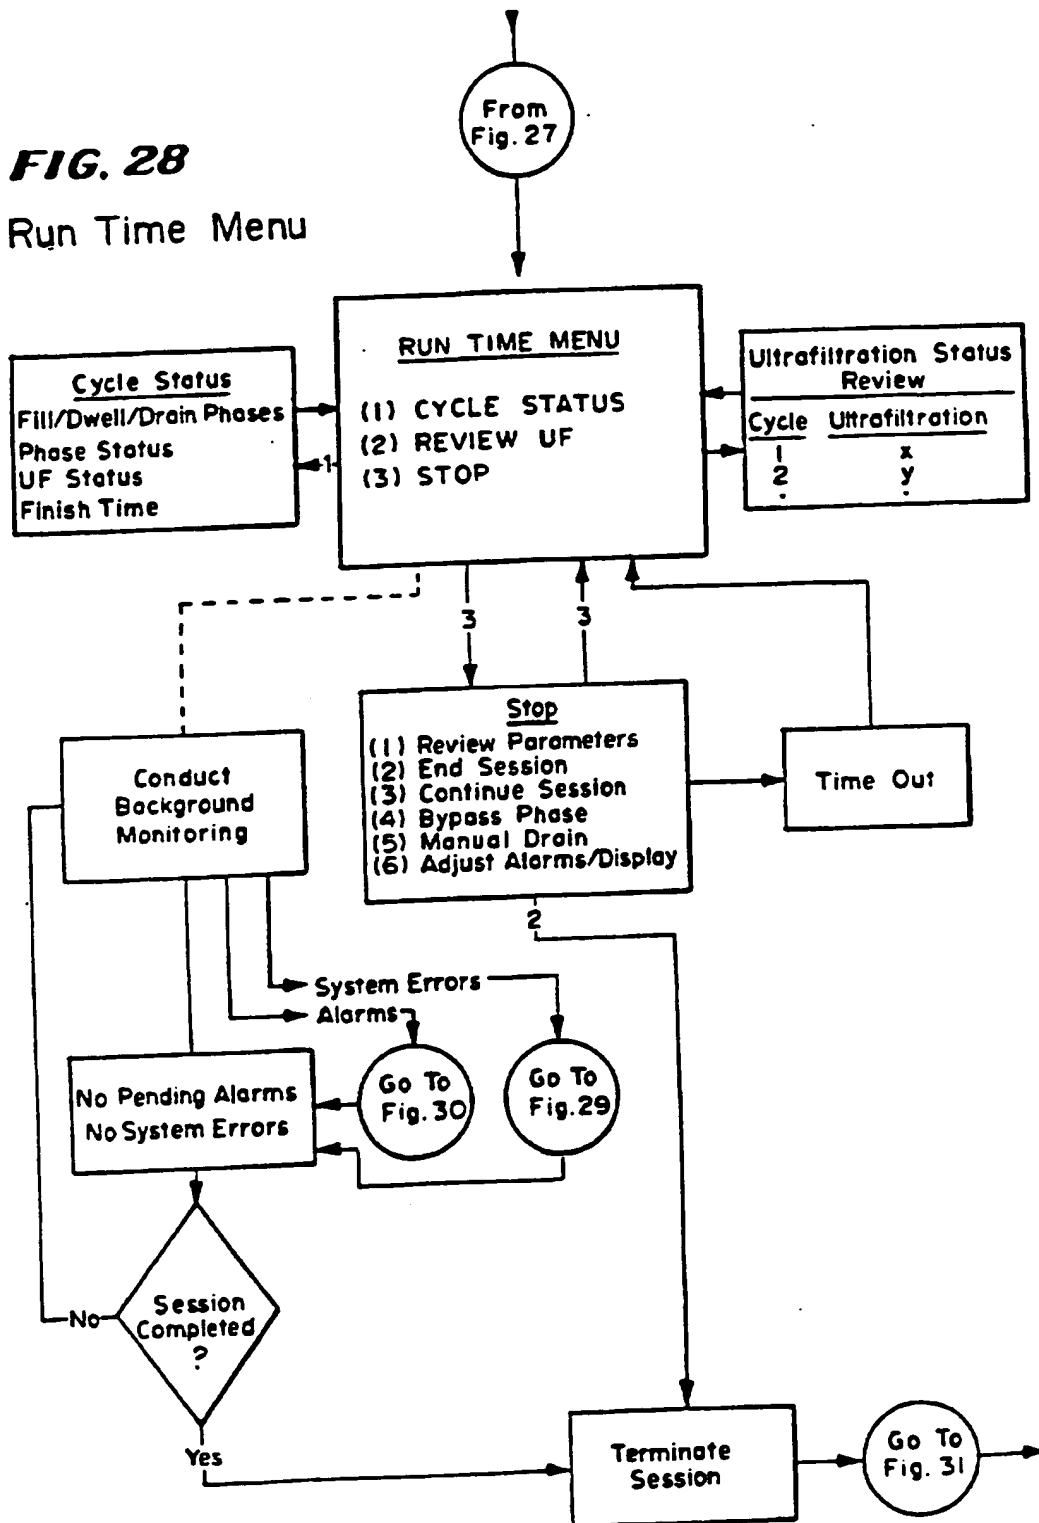 From
Fig. 27
FIG. 28
Run Time Menu
RUN TIME MENU
(1) CYCLE STATUS
(2) REVIEW UF
(3) STOP
Cycle Status
Fill/Dwell/Drain Phases
Phase Status
UF Status
Finish Time
1
Ultrafiltration Status
Review
Cycle Ultrafiltration
1 x
2 y
. .
3
3
Stop
(1) Review Parameters
(2) End Session
(3) Continue Session
(4) Bypass Phase
(5) Manual Drain
(6) Adjust Alarms/Display
Time Out
2
Conduct
Background
Monitoring
System Errors
Alarms
Go To
Fig. 30
Go To
Fig. 29
No Pending Alarms
No System Errors
Session
Completed
?
No
Yes
Terminate
Session
Go To
Fig. 31